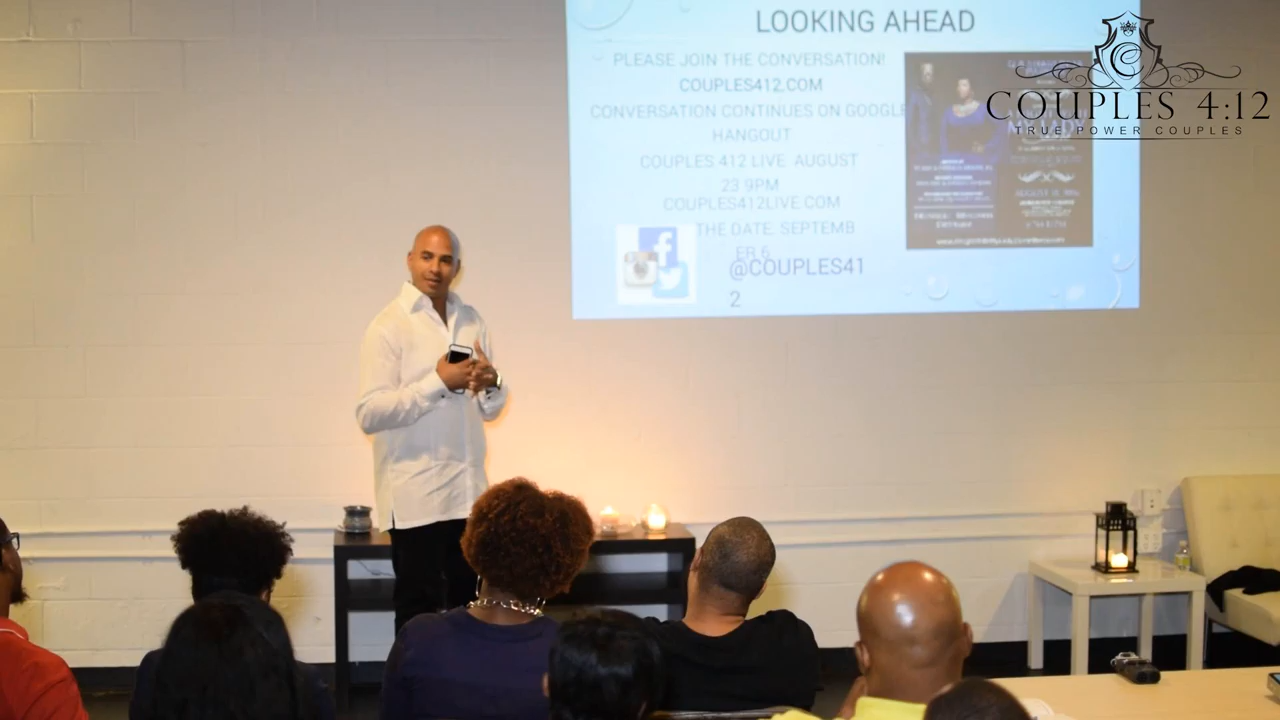 LOOKING AHEAD
PLEASE JOIN THE CONVERSATION!
COUPLES412.COM
CONVERSATION CONTINUES ON GOOGLE
HANGOUT
COUPLES 412 LIVE AUGUST
23 9PM
COUPLES412LIVE.COM
THE DATE. SEPTEMB
ER 6
@COUPLES41
2
COUPLES 4:12
TRUE POWER COUPLES